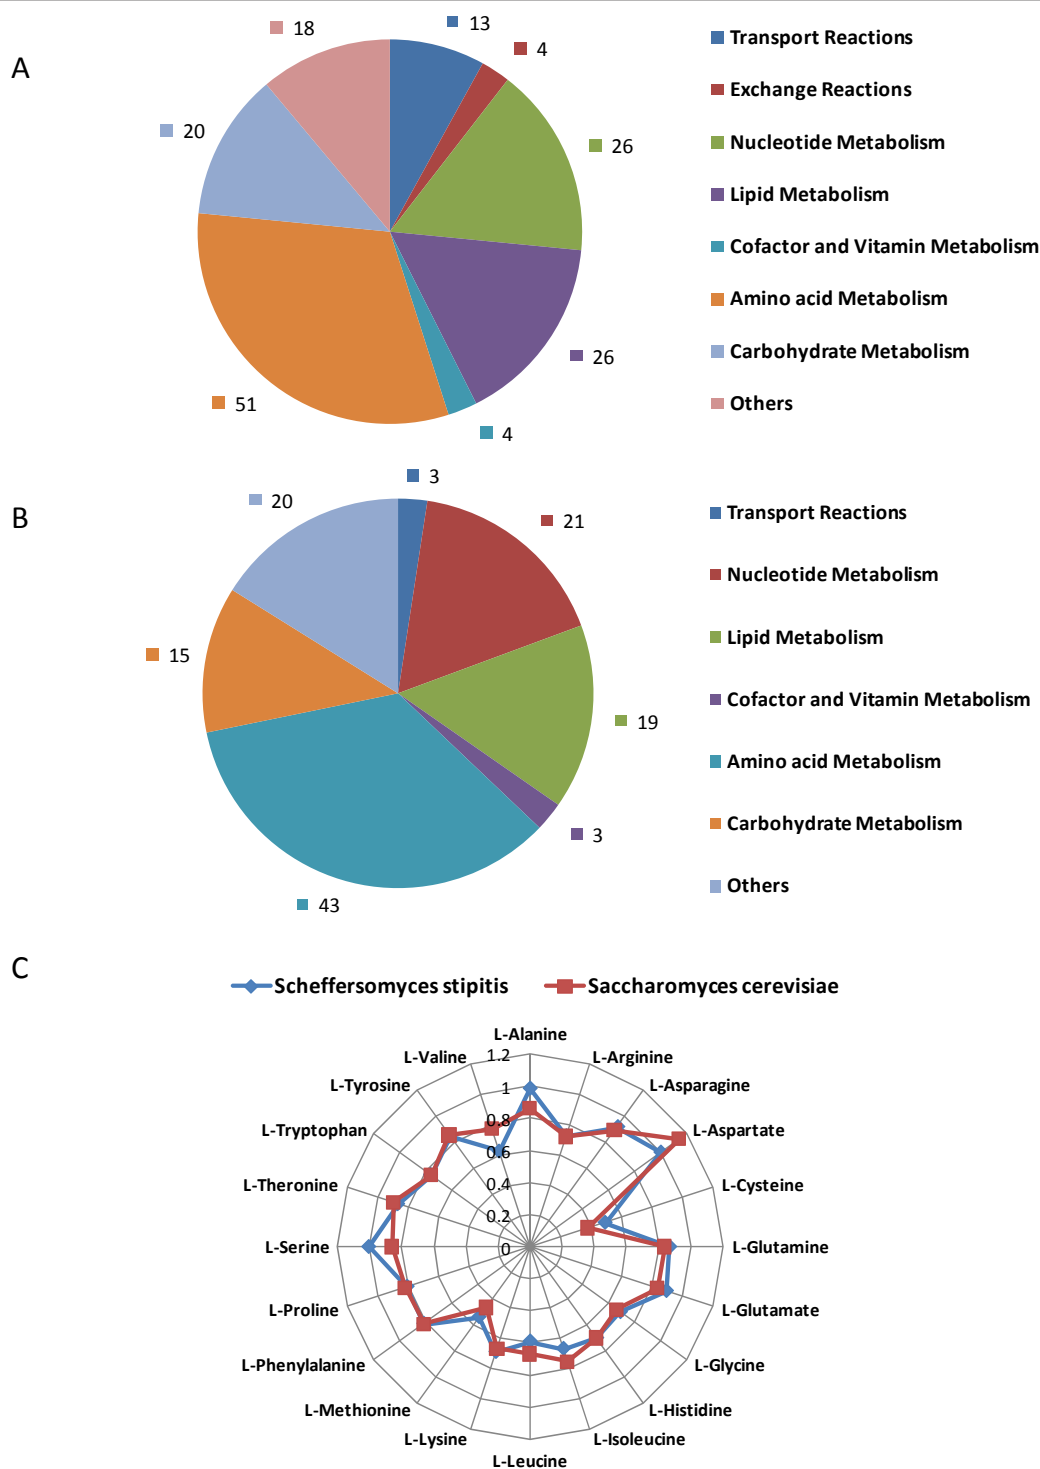 A
18
13
4
20
26
26
51
4
Transport Reactions
Exchange Reactions
Nucleotide Metabolism
Lipid Metabolism
Cofactor and Vitamin Metabolism
Amino acid Metabolism
Carbohydrate Metabolism
Others
B
3
20
21
15
19
3
43
Transport Reactions
Nucleotide Metabolism
Lipid Metabolism
Cofactor and Vitamin Metabolism
Amino acid Metabolism
Carbohydrate Metabolism
Others
C
Scheffersomyces stipitis
Saccharomyces cerevisiae
L-Alanine
L-Arginine
L-Asparagine
L-Aspartate
L-Cysteine
L-Glutamine
L-Glutamate
L-Glycine
L-Histidine
L-Isoleucine
L-Leucine
L-Lysine
L-Methionine
L-Phenylalanine
L-Proline
L-Serine
L-Theronine
L-Tryptophan
L-Tyrosine
L-Valine
1.2
1
0.8
0.6
0.4
0.2
0